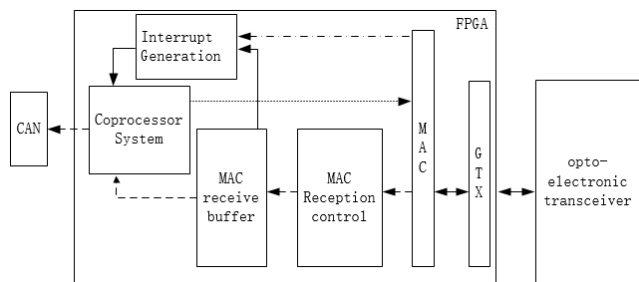 FPGA
Interrupt
Generation
Coprocessor
System
CAN
MAC
receive
buffer
MAC
Reception
control
M
A
C
G
T
X
opto-
electronic
transceiver